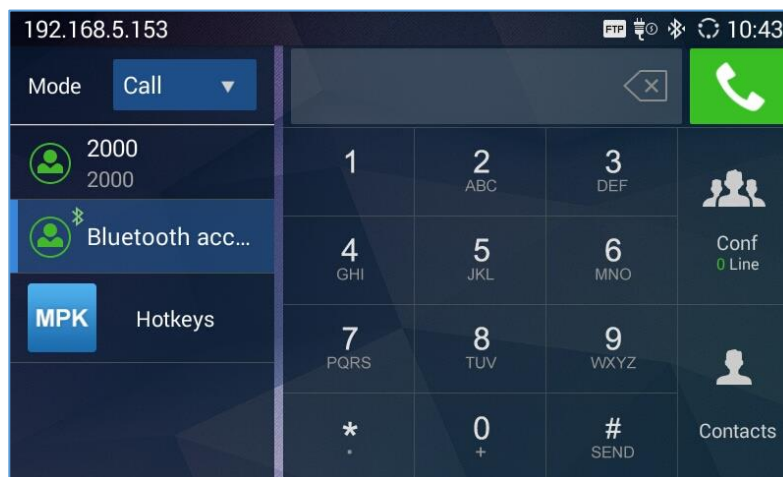 192.168.5.153
FTP
10:43
Mode
Call
2000
2000
Bluetooth acc...
MPK
Hotkeys
1
2
ABC
3
DEF
4
GHI
5
JKL
6
MNO
7
PQRS
8
TUV
9
WXYZ
*
.
0
+
#
SEND
Conf
0 Line
Contacts